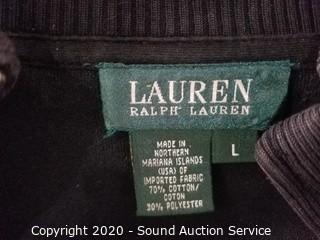 LAUREN
RALPH LAUREN
MADE IN
NORTHERN
MARIANA ISLANDS
(USA) OF
IMPORTED FABRIC
70% COTTON/
COTON
30% POLYESTER
L
Copyright 2020 - Sound Auction Service